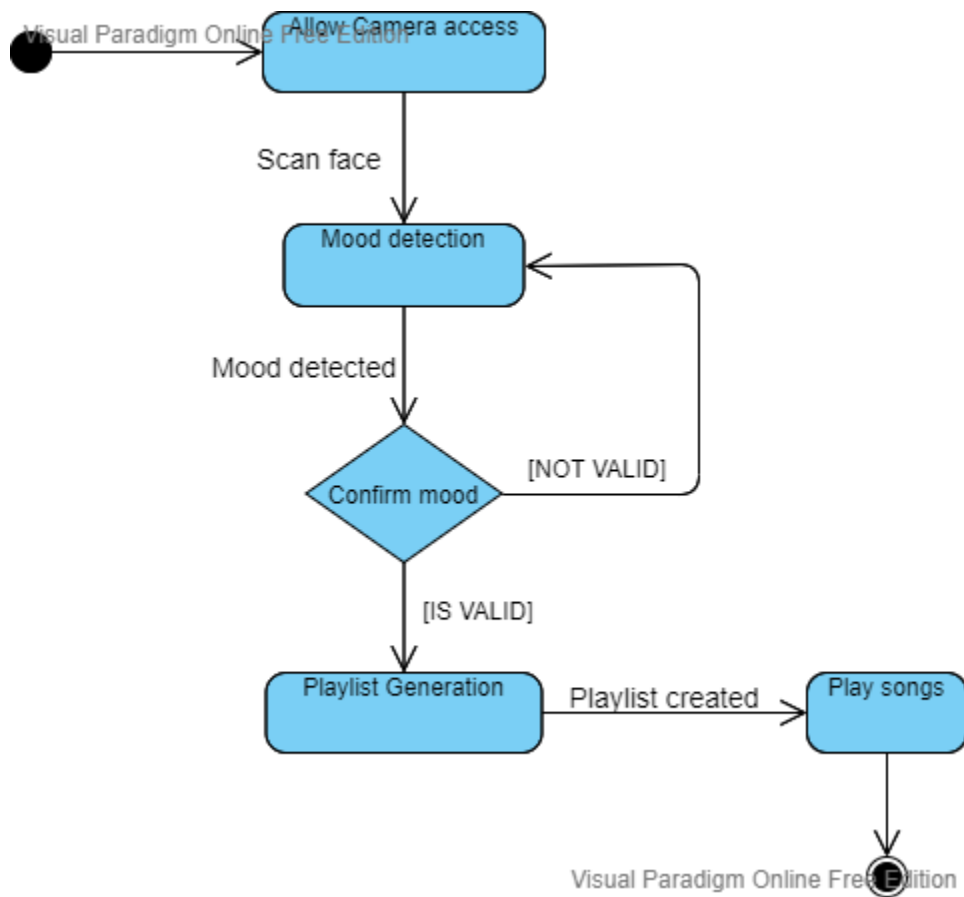 Allow Camera access
Visual Paradigm Online Free Edition
Scan face
Mood detection
Mood detected
[NOT VALID]
Confirm mood
[IS VALID]
Playlist Generation
Playlist created
Play songs
Visual Paradigm Online Free Edition